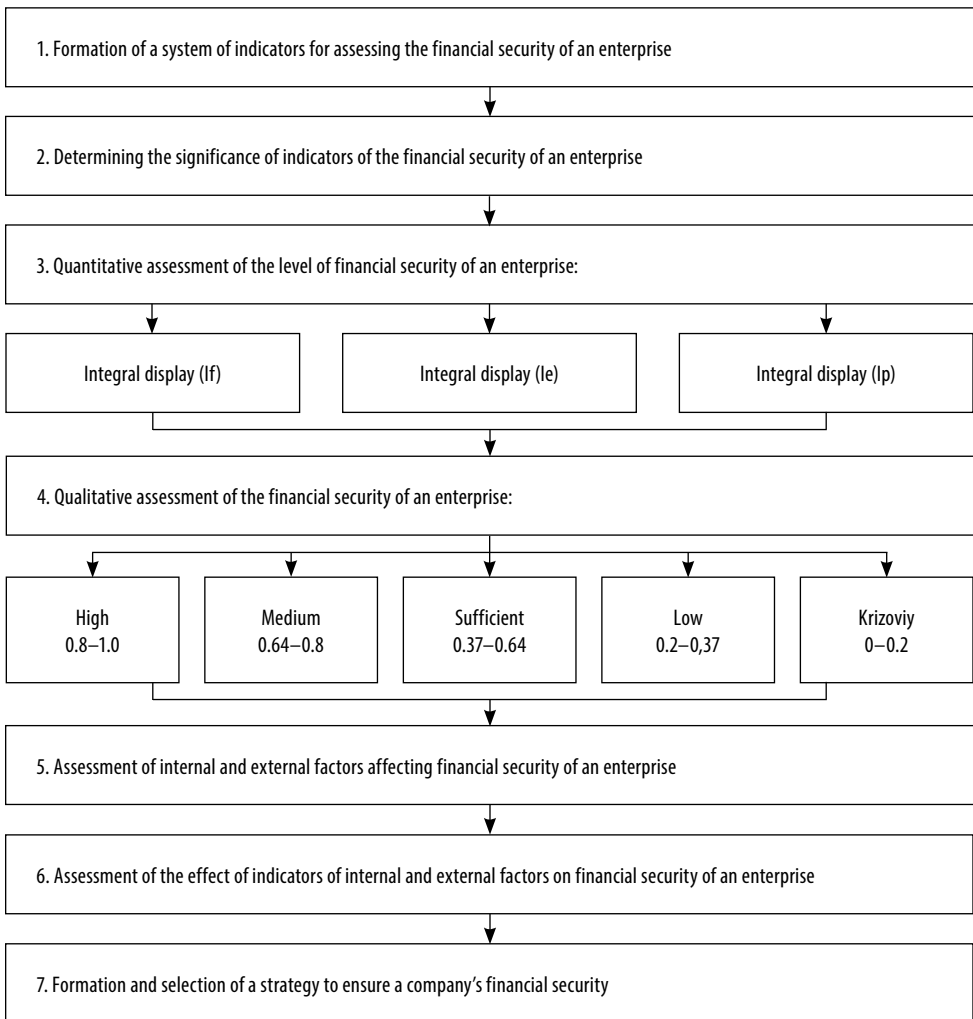 1. Formation of a system of indicators for assessing the financial security of an enterprise
2. Determining the significance of indicators of the financial security of an enterprise
3. Quantitative assessment of the level of financial security of an enterprise:
Integral display (If)
Integral display (Ie)
Integral display (Ip)
4. Qualitative assessment of the financial security of an enterprise:
High
0.8–1.0
Medium
0.64–0.8
Sufficient
0.37–0.64
Low
0.2–0,37
Krizoviy
0–0.2
5. Assessment of internal and external factors affecting financial security of an enterprise
6. Assessment of the effect of indicators of internal and external factors on financial security of an enterprise
7. Formation and selection of a strategy to ensure a company’s financial security